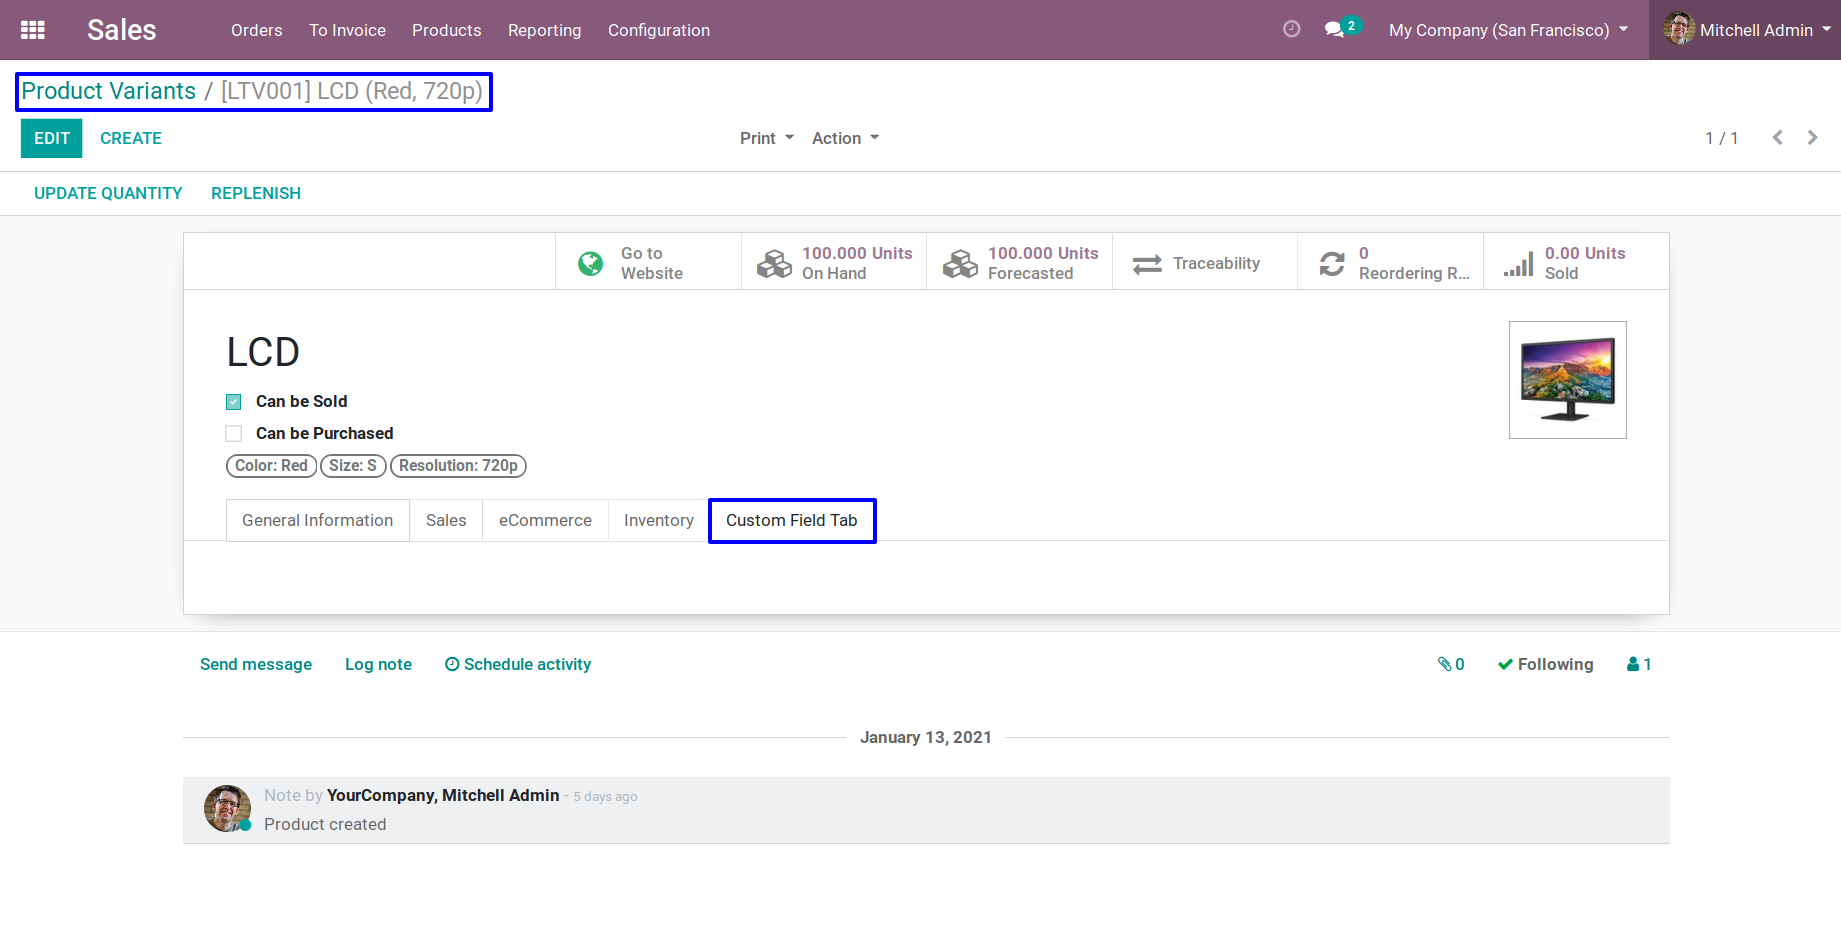 Sales Orders To Invoice Products Reporting Configuration 2 My Company (San Francisco) Mitchell Admin
Product Variants / [LTV001] LCD (Red, 720p)
EDIT CREATE Print Action 1 / 1
UPDATE QUANTITY REPLENISH
Go to Website
100.000 Units On Hand
100.000 Units Forecasted
Traceability
0 Reordering R...
0.00 Units Sold
LCD
Can be Sold
Can be Purchased
Color: Red Size: S Resolution: 720p
General Information Sales eCommerce Inventory Custom Field Tab
Send message Log note Schedule activity 0 Following 1
January 13, 2021
Note by YourCompany, Mitchell Admin - 5 days ago
Product created